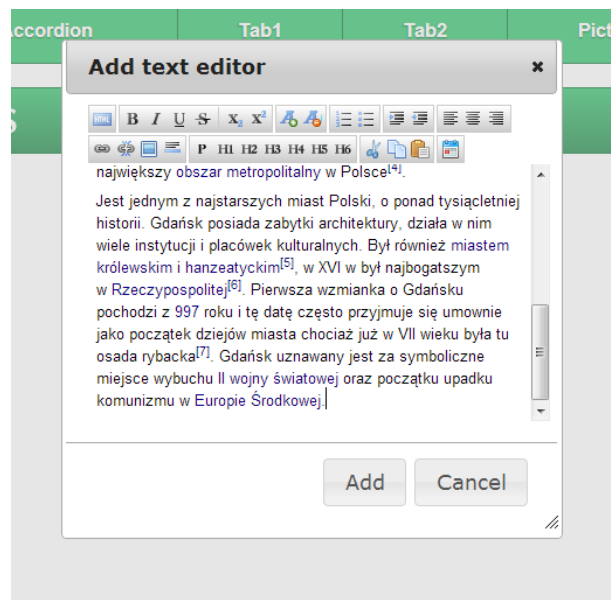 ccordion Tab1 Tab2 Pict
Add text editor
HTML B I U S X₂ X²
P H1 H2 H3 H4 H5 H6
największy obszar metropolitalny w Polsce[4].
Jest jednym z najstarszych miast Polski, o ponad tysiącletniej
historii. Gdańsk posiada zabytki architektury, działa w nim
wiele instytucji i placówek kulturalnych. Był również miastem
królewskim i hanzeatyckim[5], w XVI w był najbogatszym
w Rzeczypospolitej[6]. Pierwsza wzmianka o Gdańsku
pochodzi z 997 roku i tę datę często przyjmuje się umownie
jako początek dziejów miasta chociaż już w VII wieku była tu
osada rybacka[7]. Gdańsk uznawany jest za symboliczne
miejsce wybuchu II wojny światowej oraz początku upadku
komunizmu w Europie Środkowej.
Add Cancel